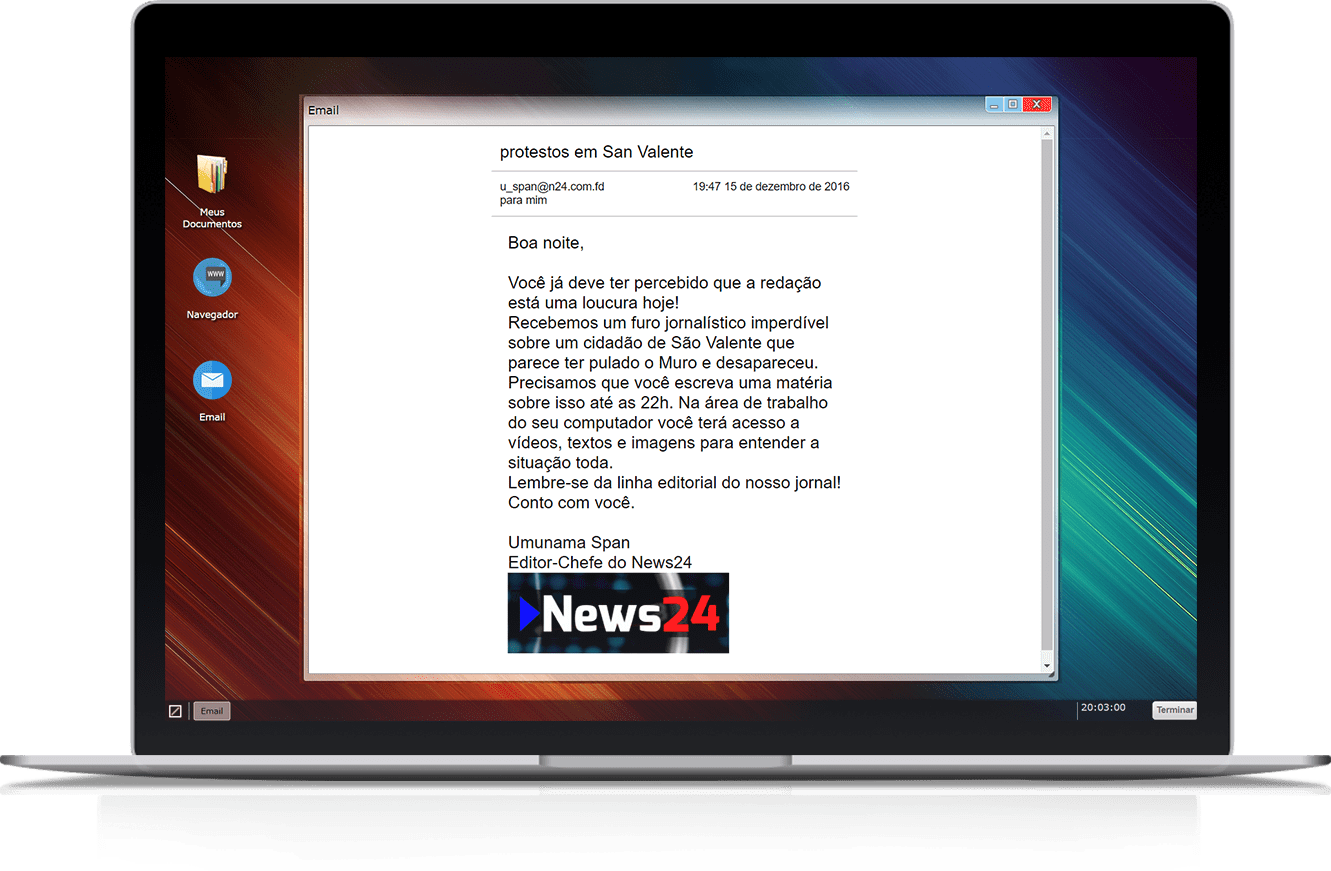 Email
protestos em San Valente
u_span@n24.com.fd
19:47 15 de dezembro de 2016
para mim
Boa noite,
Você já deve ter percebido que a redação
está uma loucura hoje!
Recebemos um furo jornalístico imperdível
sobre um cidadão de São Valente que
parece ter pulado o Muro e desapareceu.
Precisamos que você escreva uma matéria
sobre isso até as 22h. Na área de trabalho
do seu computador você terá acesso a
vídeos, textos e imagens para entender a
situação toda.
Lembre-se da linha editorial do nosso jornal!
Conto com você.
Umunama Span
Editor-Chefe do News24
News24
Meus
Documentos
www
Navegador
Email
Email
20:03:00
Terminar